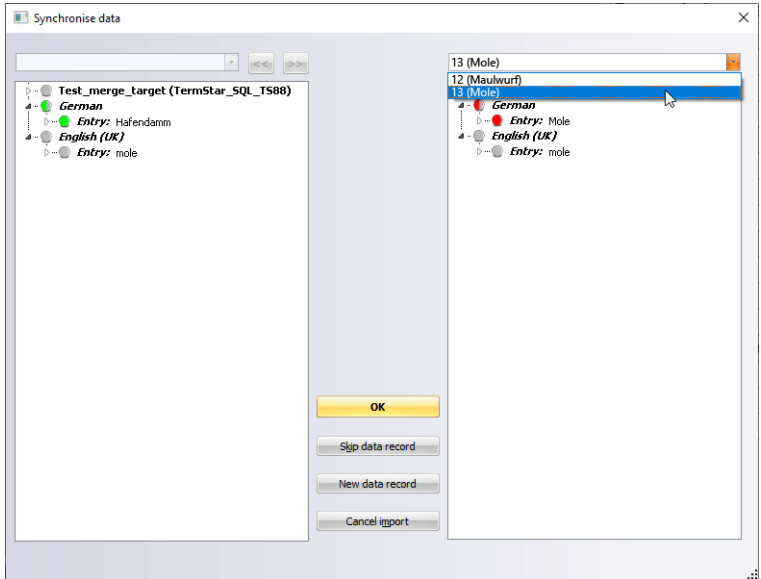 Synchronise data
<<
>>
Test_merge_target (TermStar_SQL_TS88)
German
Entry: Hafendamm
English (UK)
Entry: mole
13 (Mole)
12 (Maulwurf)
13 (Mole)
German
Entry: Mole
English (UK)
Entry: mole
OK
Skip data record
New data record
Cancel import